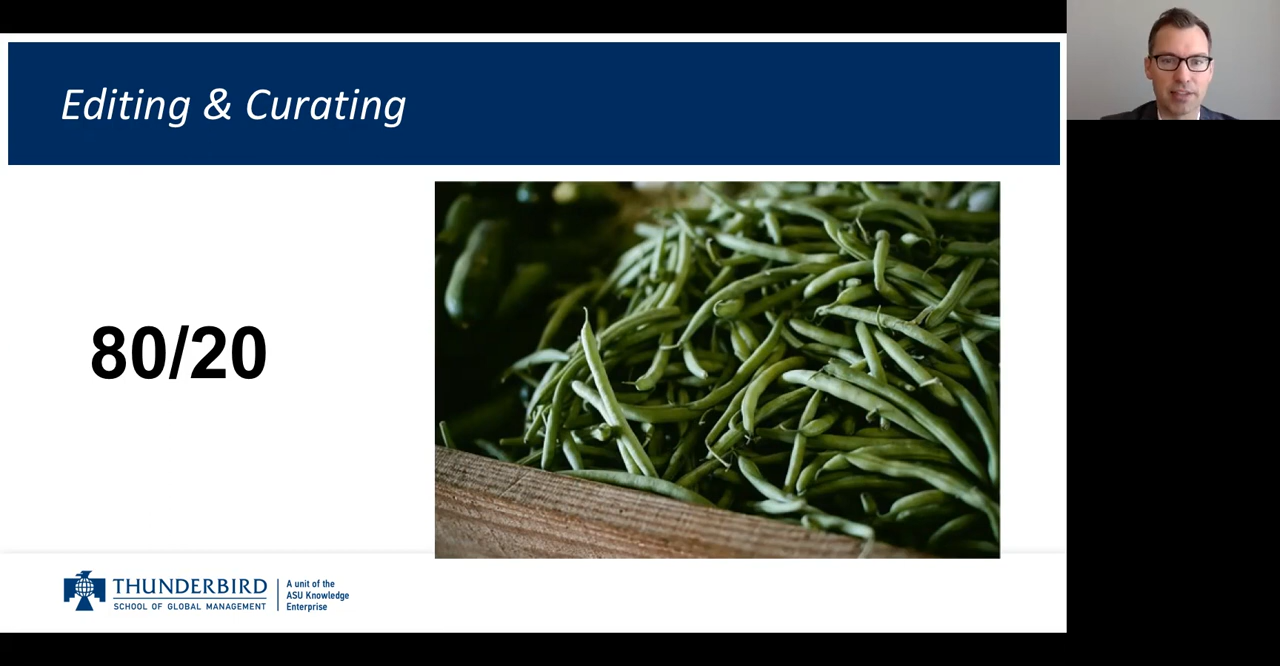 Editing & Curating
80/20
THUNDERBIRD
SCHOOL OF GLOBAL MANAGEMENT
A unit of the
ASU Knowledge
Enterprise